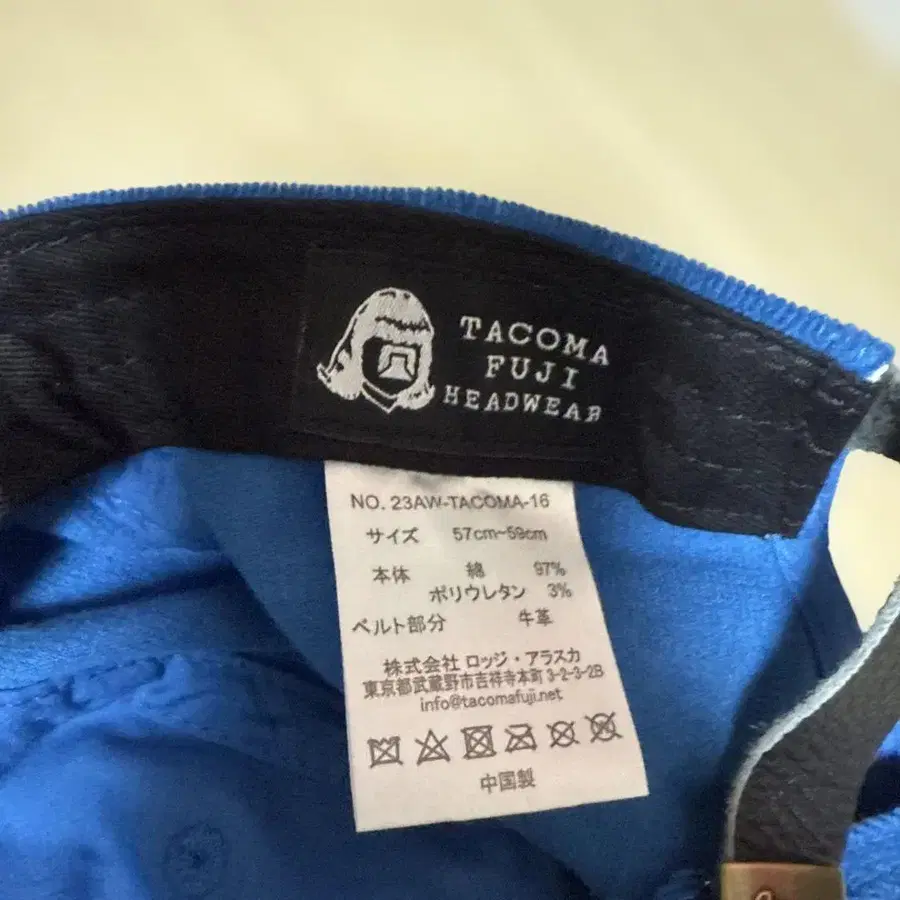 TACOMA
FUJI
HEADWEAR
NO. 23AW-TACOMA-16
サイズ 57cm~59cm
本体 綿 97%
ポリウレタン 3%
ベルト部分 牛革
株式会社 ロッジ・アラスカ
東京都武蔵野市吉祥寺本町 3-2-3-2B
info@tacomafuji.net
中国製